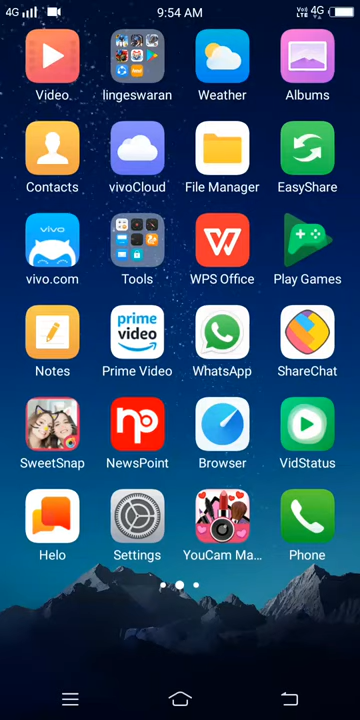 4G 9:54 AM VoJ LTE 4G
Video lingeswaran Weather Albums
Contacts vivoCloud File Manager EasyShare
vivo
vivo.com Tools WPS Office Play Games
prime
video
Notes Prime Video WhatsApp ShareChat
np
SweetSnap NewsPoint Browser VidStatus
Helo Settings YouCam Ma... Phone